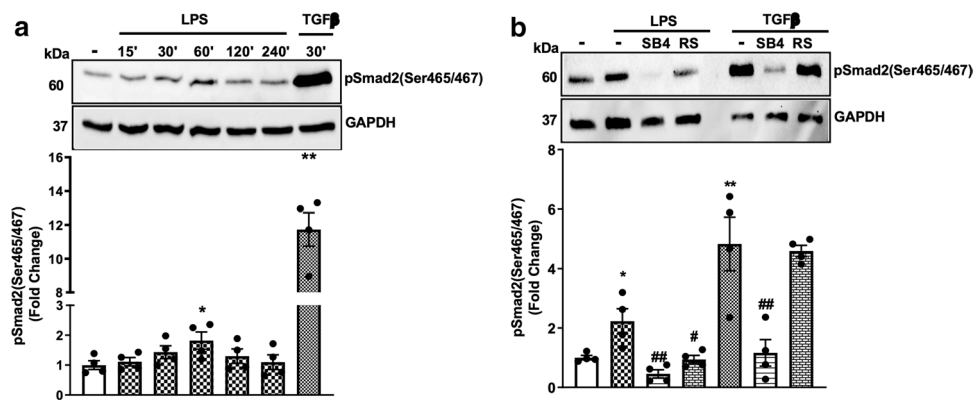 a
LPS
TGFβ
kDa
- 15' 30' 60' 120' 240' 30'
60
pSmad2(Ser465/467)
37
GAPDH
**
16
14
12
10
8
3
2
1
0
*
pSmad2(Ser465/467)
(Fold Change)
b
LPS
TGFβ
kDa
- - SB4 RS - SB4 RS
60
pSmad2(Ser465/467)
37
GAPDH
8
6
4
2
0
*
##
#
**
##
pSmad2(Ser465/467)
(Fold Change)